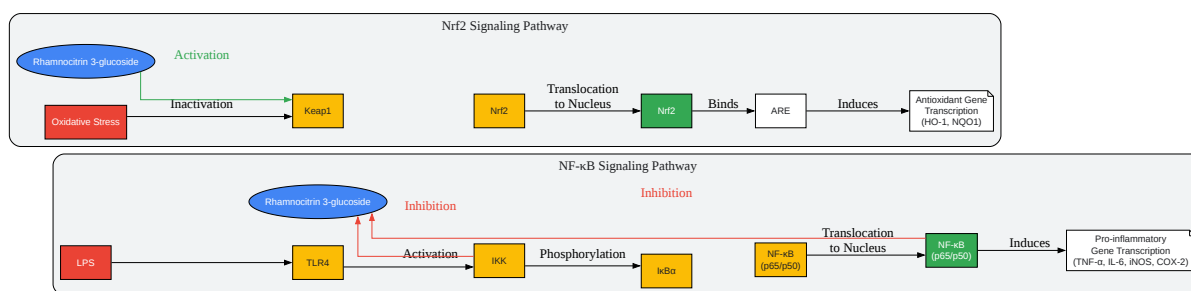 Nrf2 Signaling Pathway
Rhamnocitrin 3-glucoside
Activation
Oxidative Stress
Inactivation
Keap1
Nrf2
Translocation
to Nucleus
Nrf2
Binds
ARE
Induces
Antioxidant Gene
Transcription
(HO-1, NQO1)
NF-κB Signaling Pathway
Rhamnocitrin 3-glucoside
Inhibition
Inhibition
LPS
TLR4
Activation
IKK
Phosphorylation
IκBα
NF-κB
(p65/p50)
Translocation
to Nucleus
NF-κB
(p65/p50)
Induces
Pro-inflammatory
Gene Transcription
(TNF-α, IL-6, iNOS, COX-2)